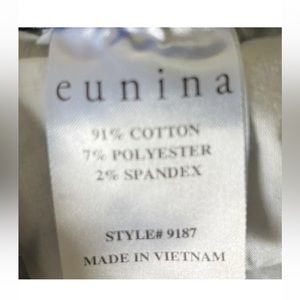 eunina
91% COTTON
7% POLYESTER
2% SPANDEX
STYLE# 9187
MADE IN VIETNAM